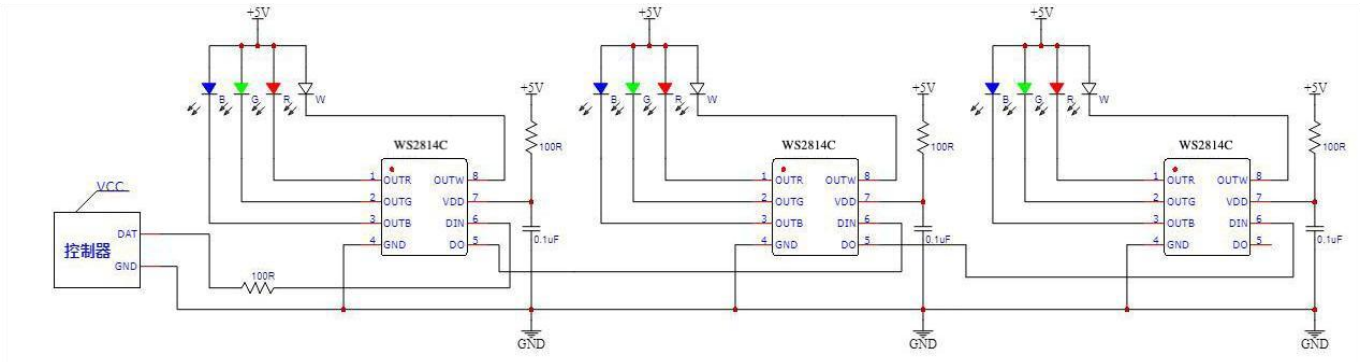 +5V
+5V
+5V
B G R W
B G R W
B G R W
+5V
+5V
+5V
100R
100R
100R
WS2814C
WS2814C
WS2814C
1 OUTR OUTW 8
2 OUTG VDD 7
3 OUTB DIN 6
4 GND DO 5
1 OUTR OUTW 8
2 OUTG VDD 7
3 OUTB DIN 6
4 GND DO 5
1 OUTR OUTW 8
2 OUTG VDD 7
3 OUTB DIN 6
4 GND DO 5
0.1uF
0.1uF
0.1uF
VCC
DAT
控制器
GND
100R
GND
GND
GND